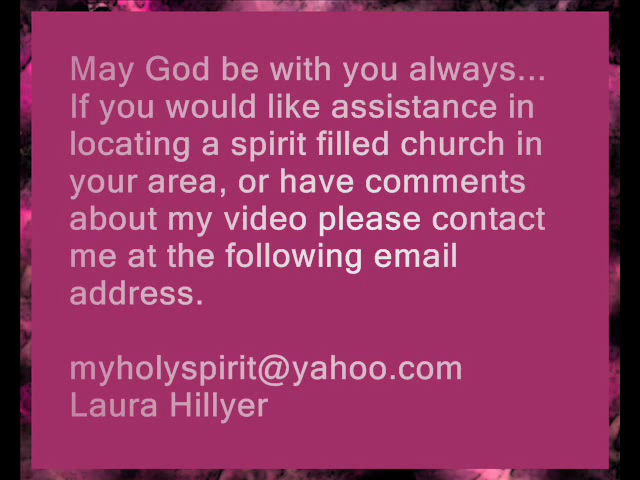 May God be with you always...
If you would like assistance in
locating a spirit filled church in
your area, or have comments
about my video please contact
me at the following email
address.
myholyspirit@yahoo.com
Laura Hillyer